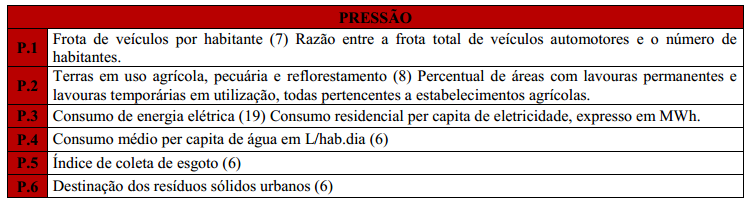 PRESSÃO
P.1 Frota de veículos por habitante (7) Razão entre a frota total de veículos automotores e o número de
habitantes.
P.2 Terras em uso agrícola, pecuária e reflorestamento (8) Percentual de áreas com lavouras permanentes e
lavouras temporárias em utilização, todas pertencentes a estabelecimentos agrícolas.
P.3 Consumo de energia elétrica (19) Consumo residencial per capita de eletricidade, expresso em MWh.
P.4 Consumo médio per capita de água em L/hab.dia (6)
P.5 Índice de coleta de esgoto (6)
P.6 Destinação dos resíduos sólidos urbanos (6)